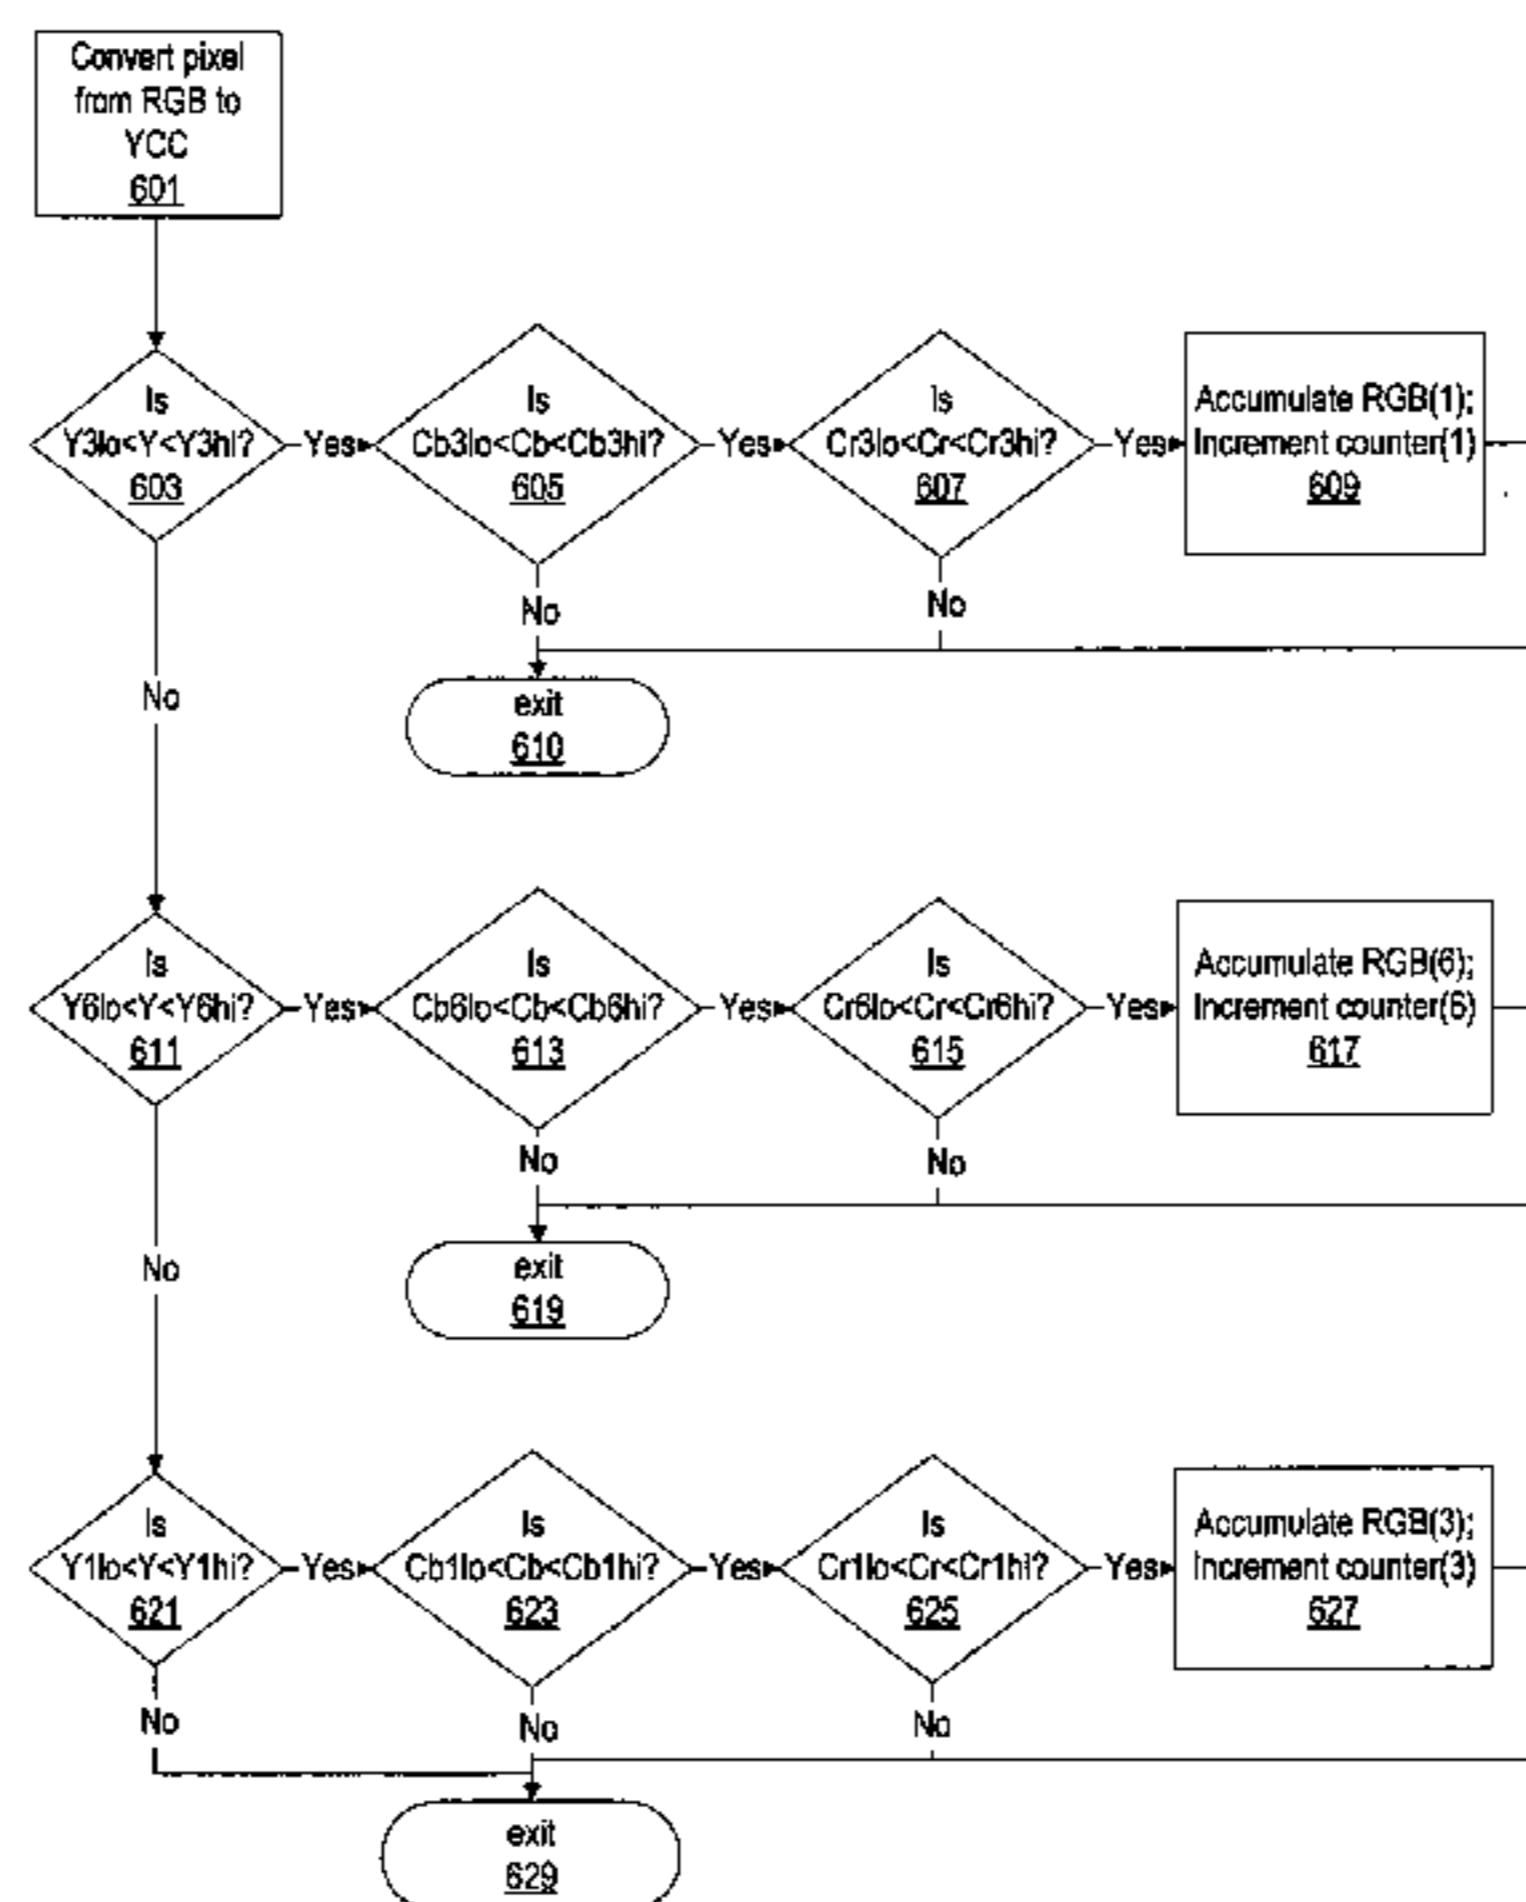 Convert pixel
from RGB to
YCC
601
Is
Y3lo<Y<Y3hi?
603
Yes
Is
Cb3lo<Cb<Cb3hi?
605
Yes
Is
Cr3lo<Cr<Cr3hi?
607
Yes
Accumulate RGB(1);
Increment counter(1)
609
No
No
No
exit
610
Is
Y6lo<Y<Y6hi?
611
Yes
Is
Cb6lo<Cb<Cb6hi?
613
Yes
Is
Cr6lo<Cr<Cr6hi?
615
Yes
Accumulate RGB(6);
Increment counter(6)
617
No
No
No
exit
619
Is
Y1lo<Y<Y1hi?
621
Yes
Is
Cb1lo<Cb<Cb1hi?
623
Yes
Is
Cr1lo<Cr<Cr1hi?
625
Yes
Accumulate RGB(3);
Increment counter(3)
627
No
No
No
exit
629